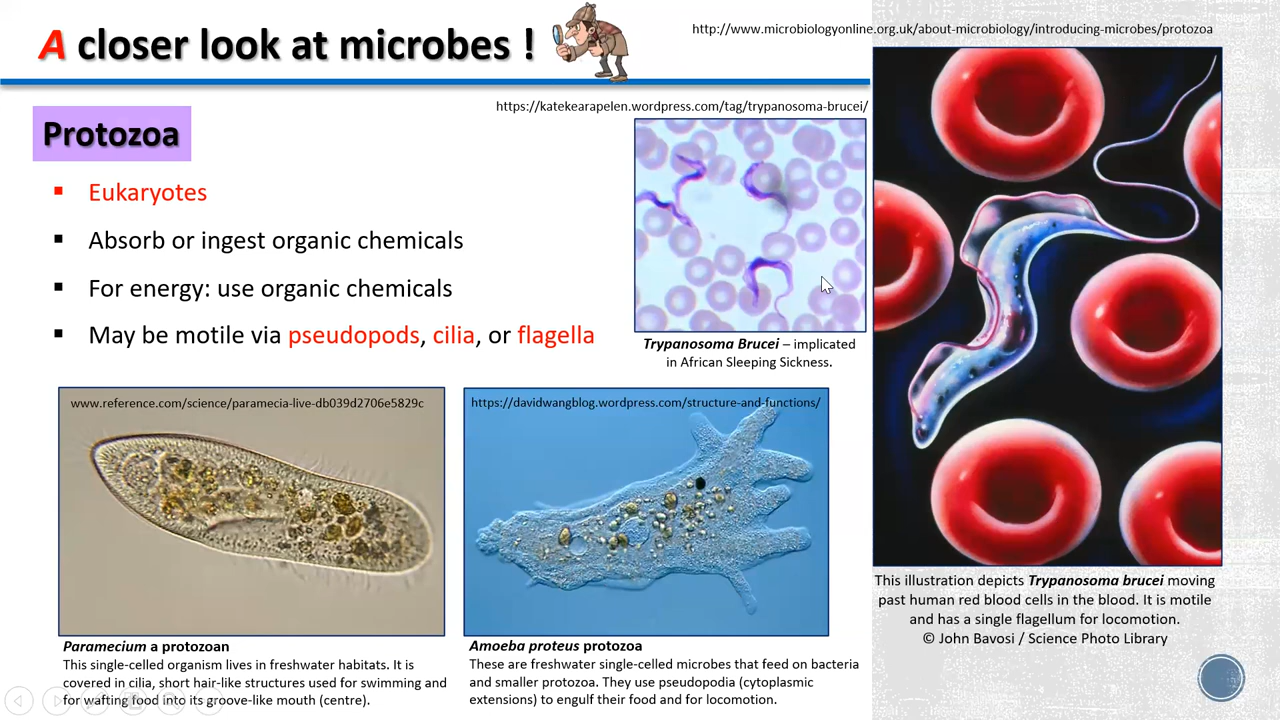 A closer look at microbes !
http://www.microbiologyonline.org.uk/about-microbiology/introducing-microbes/protozoa
https://katekearapelen.wordpress.com/tag/trypanosoma-brucei/
Protozoa
Eukaryotes
Absorb or ingest organic chemicals
For energy: use organic chemicals
May be motile via pseudopods, cilia, or flagella
Trypanosoma Brucei – implicated
in African Sleeping Sickness.
www.reference.com/science/paramecia-live-db039d2706e5829c
https://davidwangblog.wordpress.com/structure-and-functions/
Paramecium a protozoan
This single-celled organism lives in freshwater habitats. It is
covered in cilia, short hair-like structures used for swimming and
for wafting food into its groove-like mouth (centre).
Amoeba proteus protozoa
These are freshwater single-celled microbes that feed on bacteria
and smaller protozoa. They use pseudopodia (cytoplasmic
extensions) to engulf their food and for locomotion.
This illustration depicts Trypanosoma brucei moving
past human red blood cells in the blood. It is motile
and has a single flagellum for locomotion.
© John Bavosi / Science Photo Library